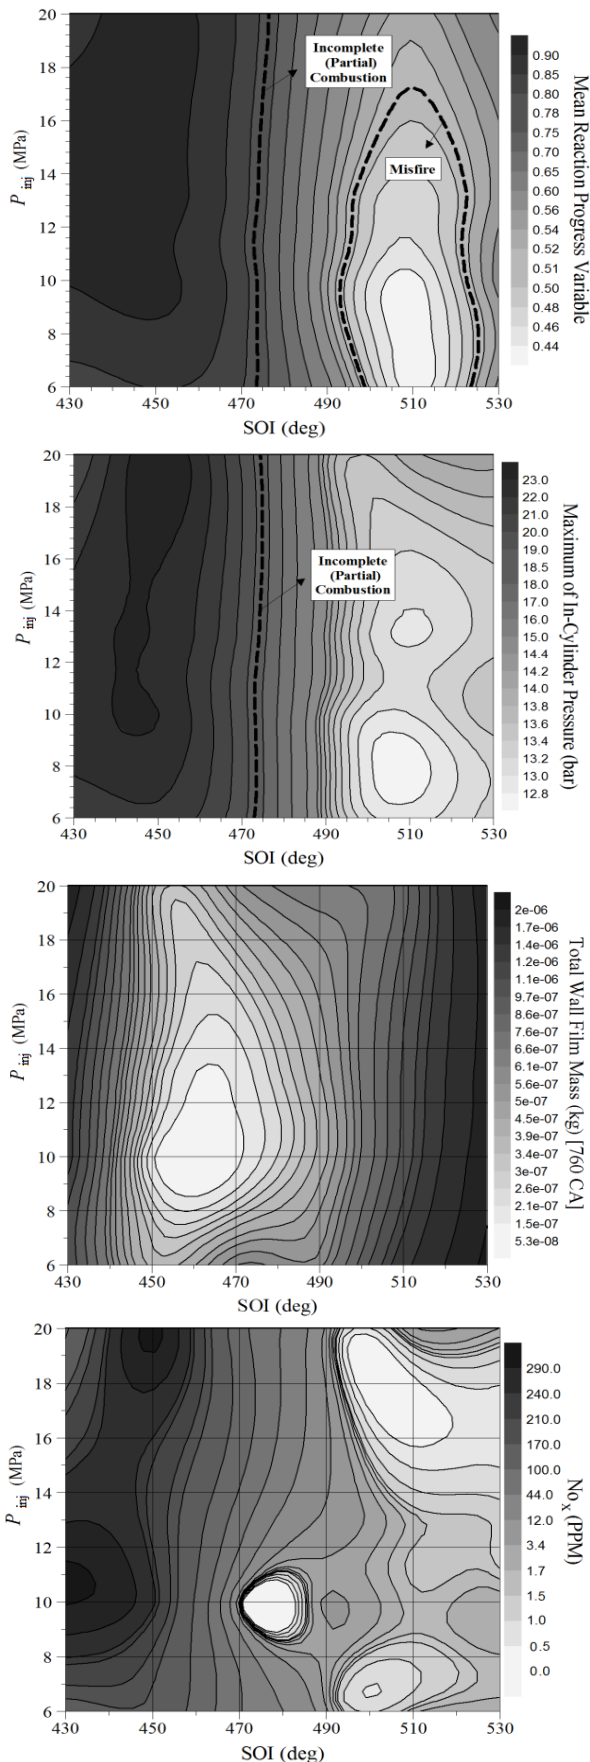 20
18
16
14
12
10
8
6
P inj (MPa)
430 450 470 490 510 530
SOI (deg)
Incomplete
(Partial)
Combustion
Misfire
0.90
0.85
0.80
0.78
0.75
0.70
0.65
0.60
0.56
0.54
0.52
0.51
0.50
0.48
0.46
0.44
Mean Reaction Progress Variable
20
18
16
14
12
10
8
6
P inj (MPa)
430 450 470 490 510 530
SOI (deg)
Incomplete
(Partial)
Combustion
23.0
22.0
21.0
20.0
19.0
18.0
17.0
16.0
15.0
14.4
14.2
14.0
13.8
13.6
13.4
13.2
13.0
12.8
Maximum of In-Cylinder Pressure (bar)
20
18
16
14
12
10
8
6
P inj (MPa)
430 450 470 490 510 530
SOI (deg)
2e-06
1.7e-06
1.4e-06
1.2e-06
1.1e-06
9.7e-07
8.6e-07
7.6e-07
6.6e-07
6.1e-07
5.6e-07
5e-07
4.5e-07
3.9e-07
3.4e-07
3e-07
2.6e-07
2.1e-07
1.5e-07
5.3e-08
Total Wall Film Mass (kg) [760 CA]
20
18
16
14
12
10
8
6
P inj (MPa)
430 450 470 490 510 530
SOI (deg)
290.0
240.0
210.0
170.0
100.0
44.0
12.0
3.4
1.7
1.5
1.0
0.5
0.0
No x (PPM)